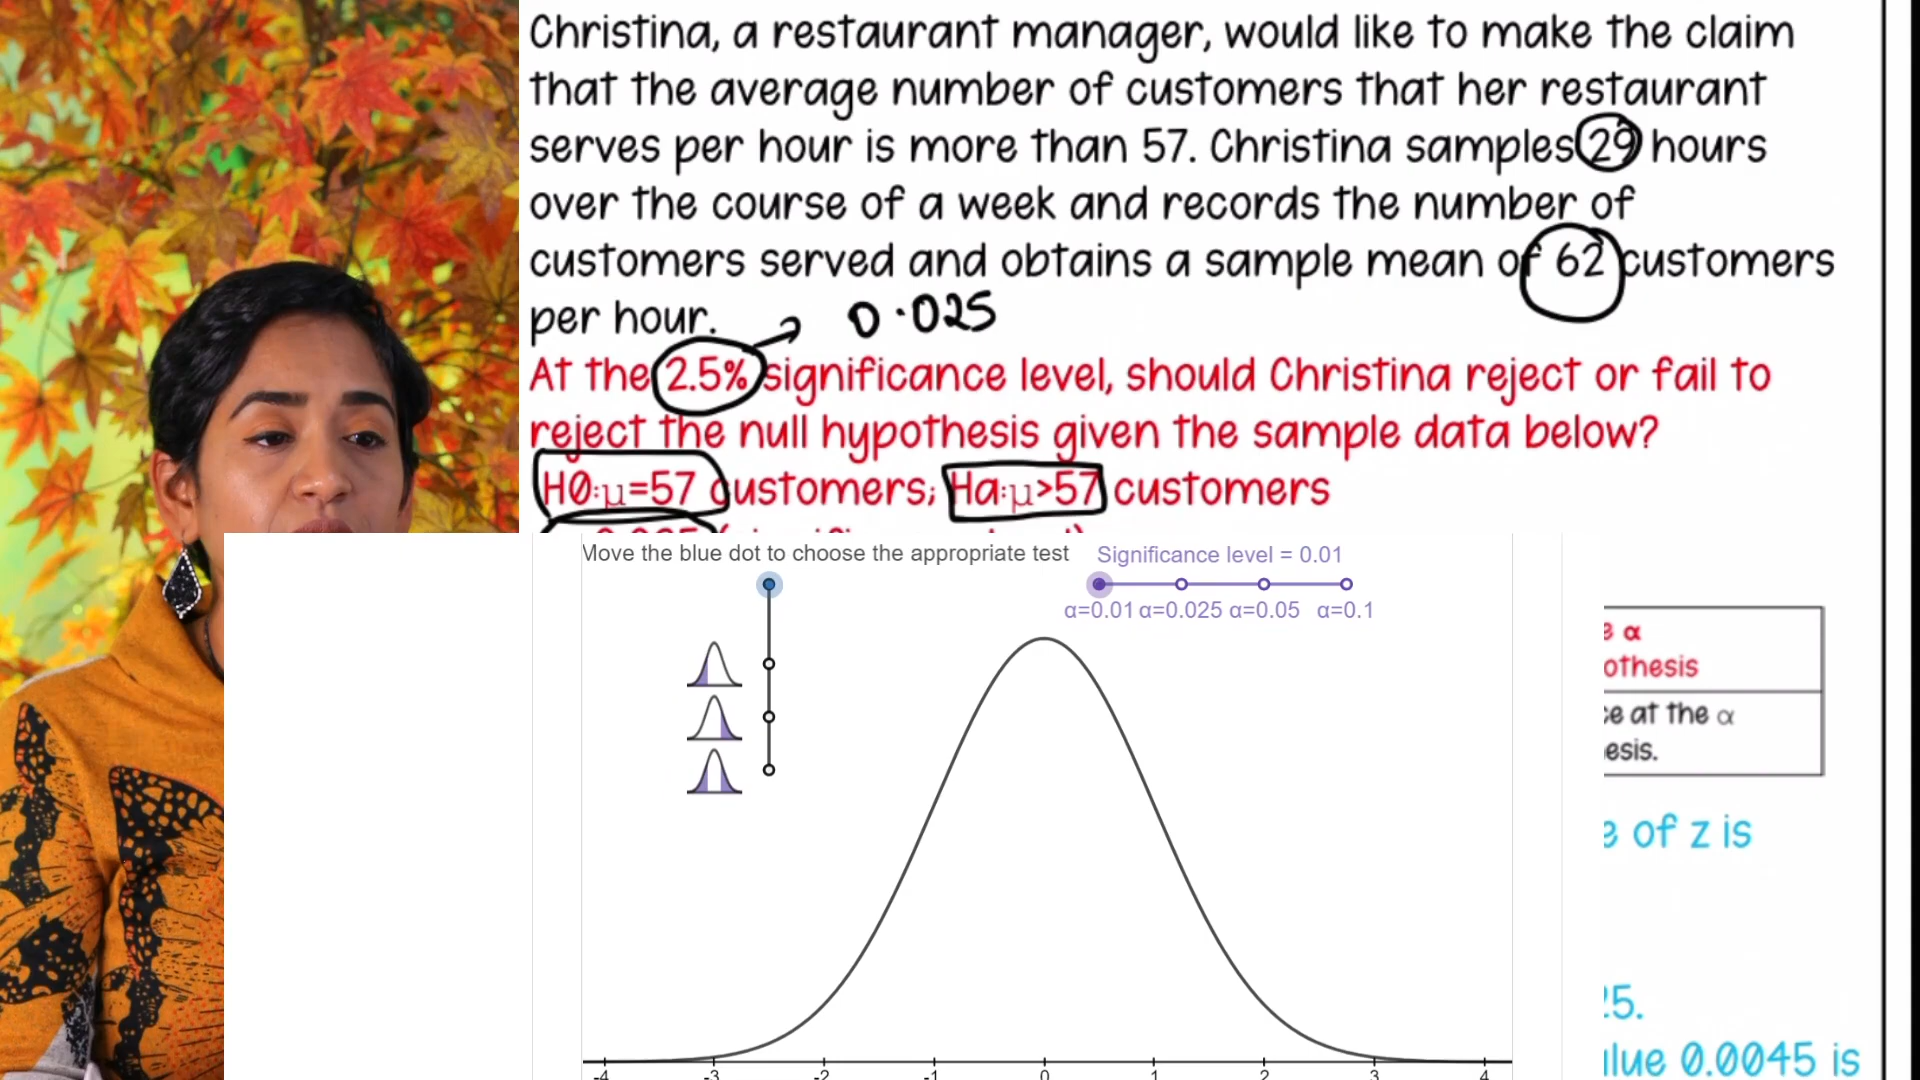 Christina, a restaurant manager, would like to make the claim
that the average number of customers that her restaurant
serves per hour is more than 57. Christina samples 29 hours
over the course of a week and records the number of
customers served and obtains a sample mean of 62 customers
per hour.
0.025
At the 2.5% significance level, should Christina reject or fail to
reject the null hypothesis given the sample data below?
H0:μ=57 customers; Ha:μ>57 customers
Move the blue dot to choose the appropriate test
Significance level = 0.01
α=0.01 α=0.025 α=0.05 α=0.1
e α
othesis
ce at the α
esis.
e of z is
25.
alue 0.0045 is
-4 -3 -2 -1 0 1 2 3 4